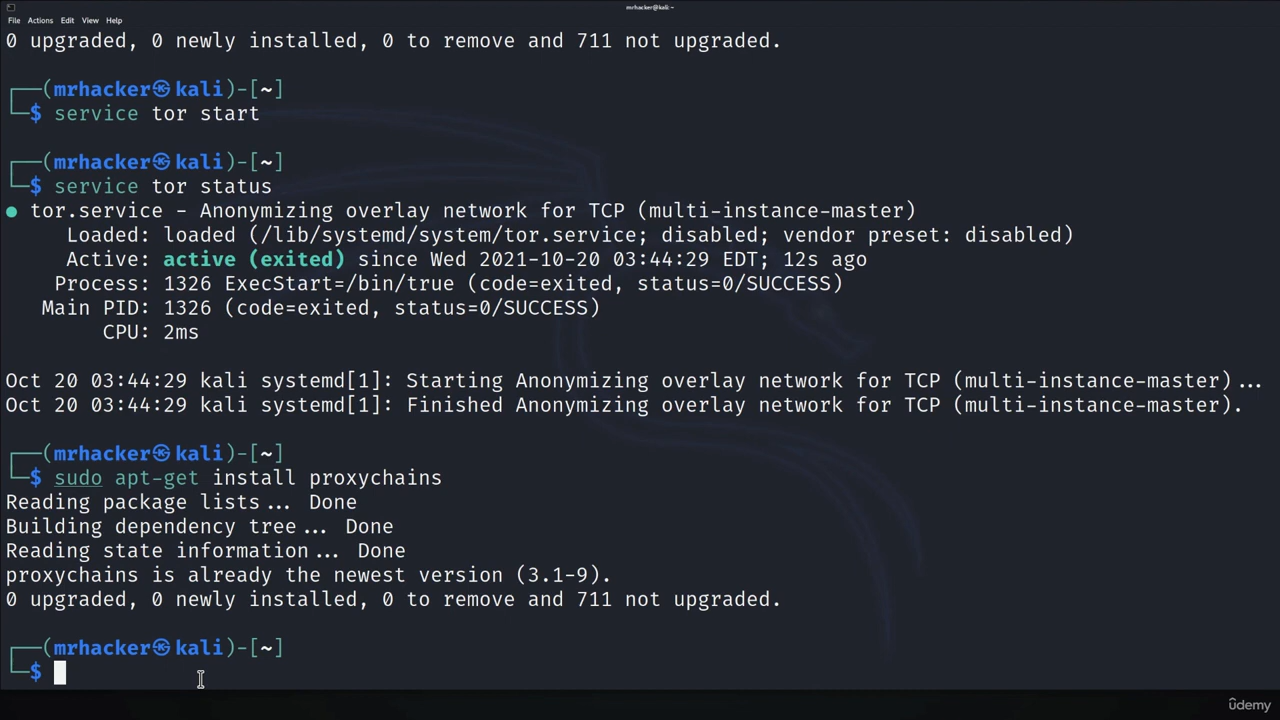 mrhacker@kali ~
File Actions Edit View Help
0 upgraded, 0 newly installed, 0 to remove and 711 not upgraded.
┌──(mrhacker㉿kali)-[~]
└─$ service tor start
┌──(mrhacker㉿kali)-[~]
└─$ service tor status
● tor.service - Anonymizing overlay network for TCP (multi-instance-master)
Loaded: loaded (/lib/systemd/system/tor.service; disabled; vendor preset: disabled)
Active: active (exited) since Wed 2021-10-20 03:44:29 EDT; 12s ago
Process: 1326 ExecStart=/bin/true (code=exited, status=0/SUCCESS)
Main PID: 1326 (code=exited, status=0/SUCCESS)
CPU: 2ms
Oct 20 03:44:29 kali systemd[1]: Starting Anonymizing overlay network for TCP (multi-instance-master)...
Oct 20 03:44:29 kali systemd[1]: Finished Anonymizing overlay network for TCP (multi-instance-master).
┌──(mrhacker㉿kali)-[~]
└─$ sudo apt-get install proxychains
Reading package lists... Done
Building dependency tree... Done
Reading state information... Done
proxychains is already the newest version (3.1-9).
0 upgraded, 0 newly installed, 0 to remove and 711 not upgraded.
┌──(mrhacker㉿kali)-[~]
└─$
ûdemy